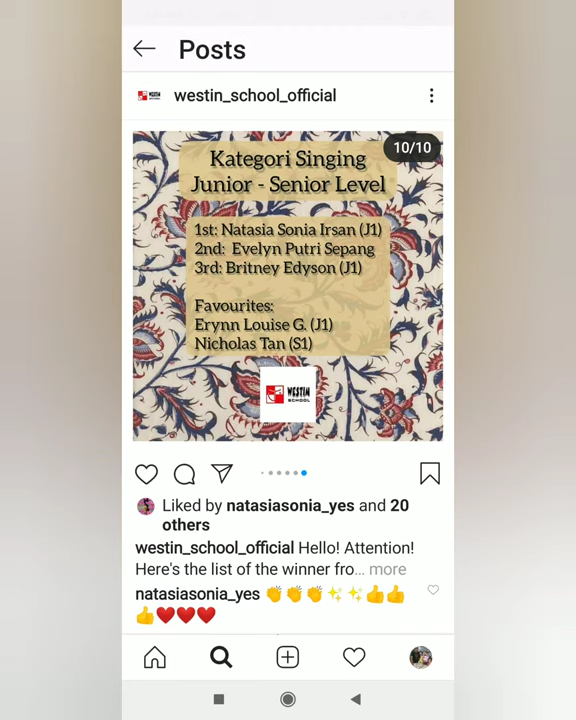 Posts
westin_school_official
10/10
Kategori Singing
Junior - Senior Level
1st: Natasia Sonia Irsan (J1)
2nd: Evelyn Putri Sepang
3rd: Britney Edyson (J1)
Favourites:
Erynn Louise G. (J1)
Nicholas Tan (S1)
WESTIN
SCHOOL
Liked by natasiasonia_yes and 20
others
westin_school_official Hello! Attention!
Here's the list of the winner fro... more
natasiasonia_yes 👏👏👏✨✨👍👍
👍❤️❤️❤️